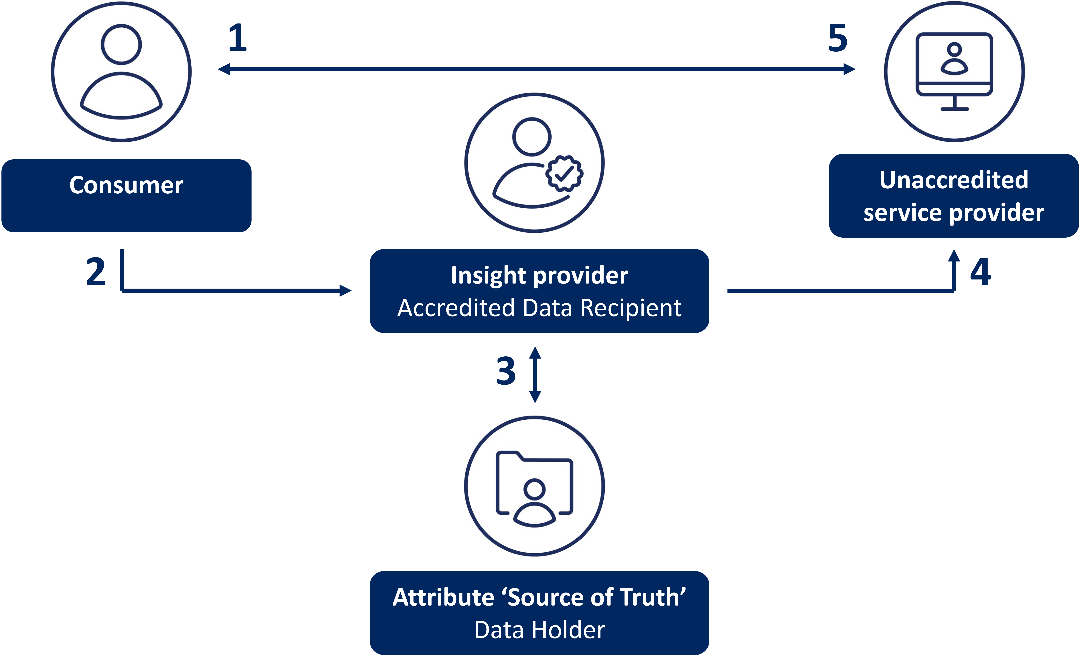 1
5
Consumer
Unaccredited
service provider
2
Insight provider
Accredited Data Recipient
4
3
Attribute ‘Source of Truth’
Data Holder